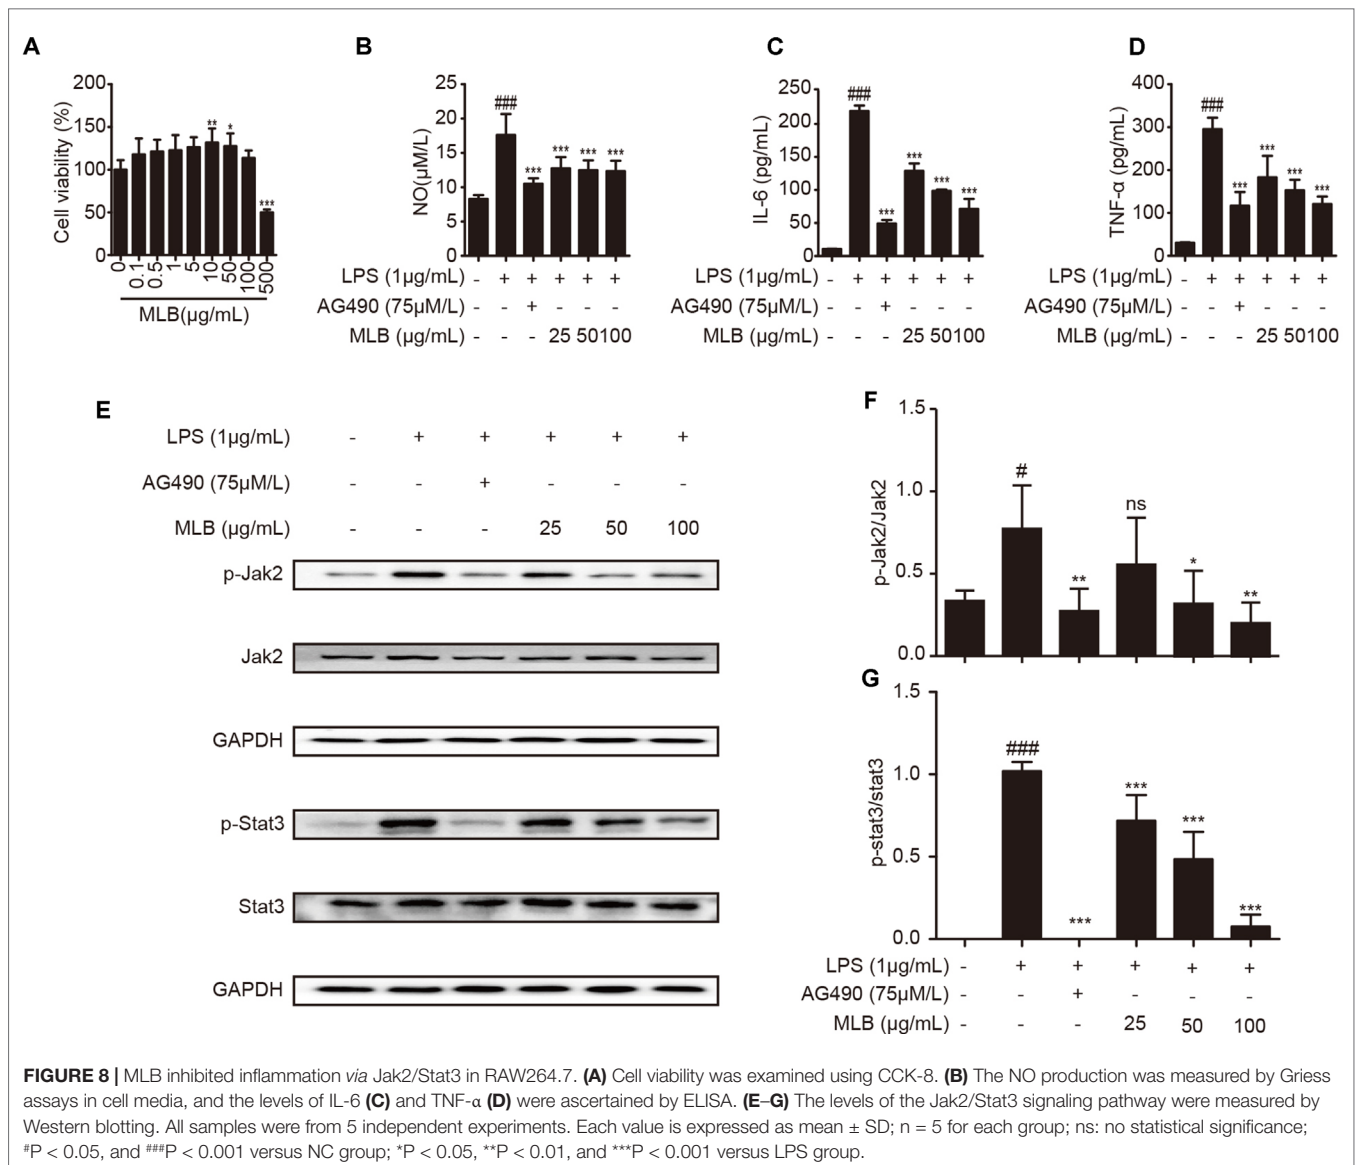 A
200
150
100
50
0
Cell viability (%)
** * ***
0 0.1 0.5 1 5 10 50 100 500
MLB(µg/mL)
B
25
20
15
10
5
0
NO(µM/L)
### *** *** *** ***
LPS (1µg/mL) - + + + + +
AG490 (75µM/L) - - + - - -
MLB (µg/mL) - - - 25 50 100
C
250
200
150
100
50
0
IL-6 (pg/mL)
### *** *** *** ***
LPS (1µg/mL) - + + + + +
AG490 (75µM/L) - - + - - -
MLB (µg/mL) - - - 25 50 100
D
400
300
200
100
0
TNF-α (pg/mL)
### *** *** *** ***
LPS (1µg/mL) - + + + + +
AG490 (75µM/L) - - + - - -
MLB (µg/mL) - - - 25 50 100
E
LPS (1µg/mL) - + + + + +
AG490 (75µM/L) - - + - - -
MLB (µg/mL) - - - 25 50 100
p-Jak2
Jak2
GAPDH
p-Stat3
Stat3
GAPDH
F
1.5
1.0
0.5
0.0
p-Jak2/Jak2
# ** ns * **
G
1.5
1.0
0.5
0.0
p-stat3/stat3
### *** *** *** ***
LPS (1µg/mL) - + + + + +
AG490 (75µM/L) - - + - - -
MLB (µg/mL) - - - 25 50 100
FIGURE 8 | MLB inhibited inflammation via Jak2/Stat3 in RAW264.7. (A) Cell viability was examined using CCK-8. (B) The NO production was measured by Griess
assays in cell media, and the levels of IL-6 (C) and TNF-α (D) were ascertained by ELISA. (E–G) The levels of the Jak2/Stat3 signaling pathway were measured by
Western blotting. All samples were from 5 independent experiments. Each value is expressed as mean ± SD; n = 5 for each group; ns: no statistical significance;
#P < 0.05, and ###P < 0.001 versus NC group; *P < 0.05, **P < 0.01, and ***P < 0.001 versus LPS group.